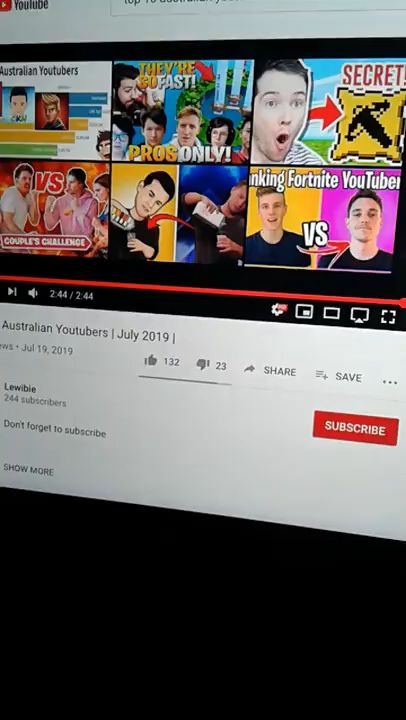 YouTube
Australian Youtubers
THEY'RE
SO FAST!
PROS ONLY!
SECRET!
VS
COUPLE'S CHALLENGE
nking Fortnite YouTuber
VS
2:44 / 2:44
Australian Youtubers | July 2019 |
ews • Jul 19, 2019
132
23
SHARE
SAVE
Lewibie
244 subscribers
Don't forget to subscribe
SUBSCRIBE
SHOW MORE